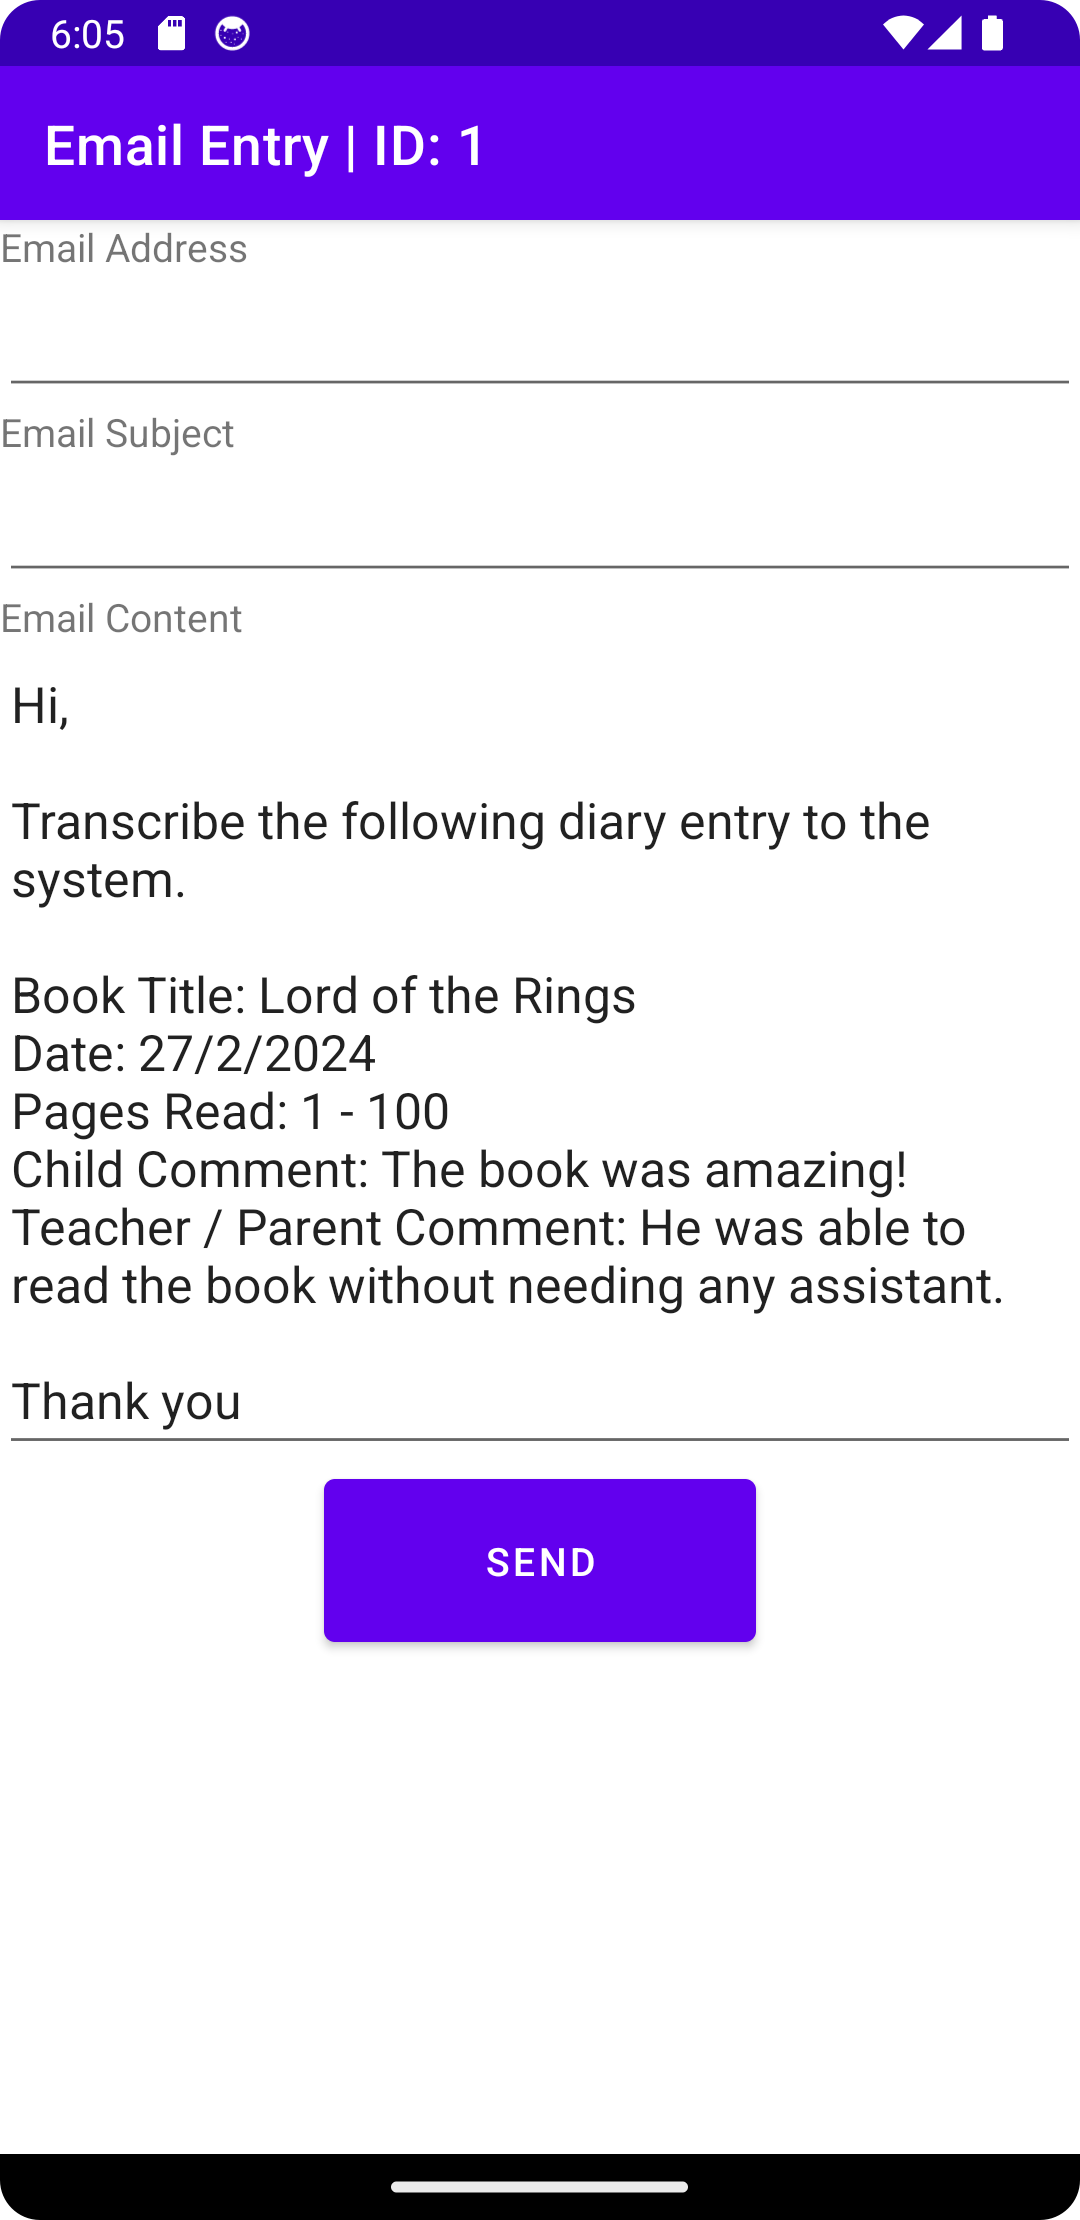 6:05
Email Entry | ID: 1
Email Address
Email Subject
Email Content
Hi,
Transcribe the following diary entry to the
system.
Book Title: Lord of the Rings
Date: 27/2/2024
Pages Read: 1 - 100
Child Comment: The book was amazing!
Teacher / Parent Comment: He was able to
read the book without needing any assistant.
Thank you
SEND